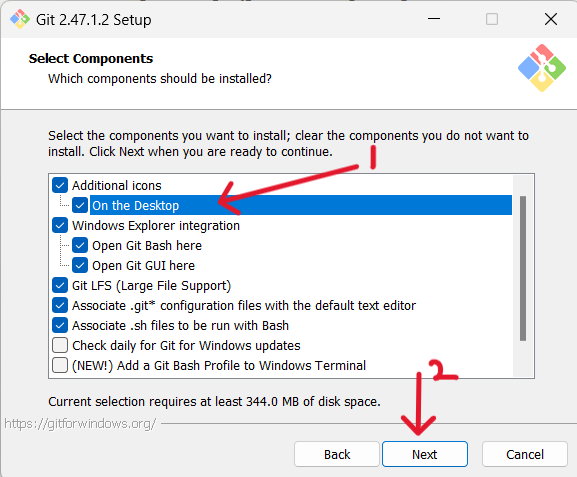 Git 2.47.1.2 Setup
Select Components
Which components should be installed?
Select the components you want to install; clear the components you do not want to
install. Click Next when you are ready to continue.
1
Additional icons
On the Desktop
Windows Explorer integration
Open Git Bash here
Open Git GUI here
Git LFS (Large File Support)
Associate .git* configuration files with the default text editor
Associate .sh files to be run with Bash
Check daily for Git for Windows updates
(NEW!) Add a Git Bash Profile to Windows Terminal
2
Current selection requires at least 344.0 MB of disk space.
https://gitforwindows.org/
Back Next Cancel